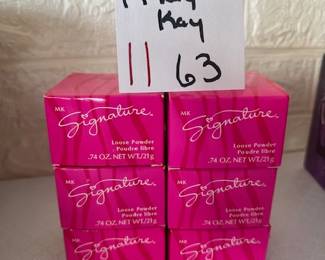 Mary
Kay
11 63
MK
Signature.
Loose Powder
Poudre libre
.74 OZ. NET WT/21g
MK
Signature.
Loose Powder
Poudre libre
.74 OZ. NET WT/21g
MK
Signature.
Loose Powder
Poudre libre
.74 OZ. NET WT/21g
MK
Signature.
Loose Powder
Poudre libre
.74 OZ. NET WT/21g
MK
Signature
MK
Signature